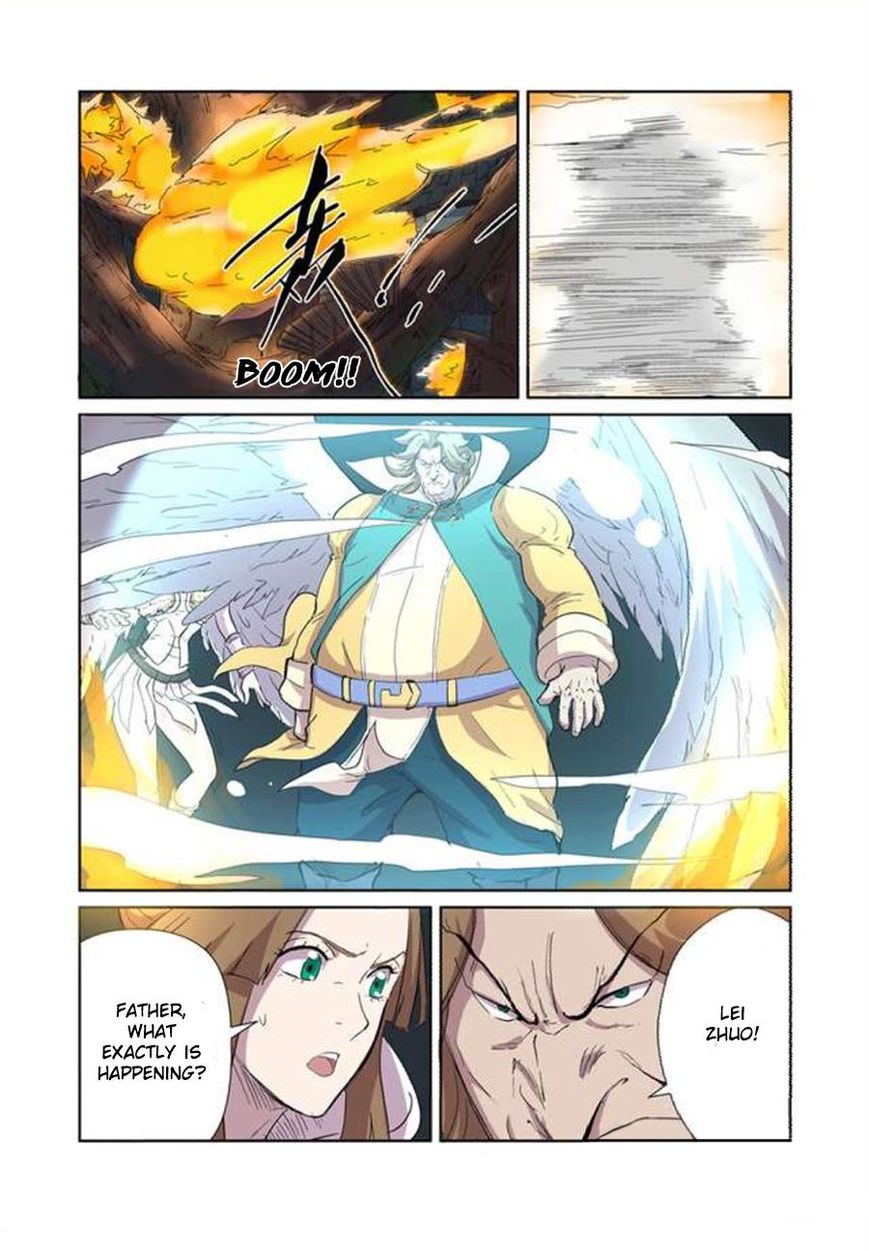 轰!
BOOM!!
FATHER,
WHAT
EXACTLY IS
HAPPENING?
LEI
ZHUO!